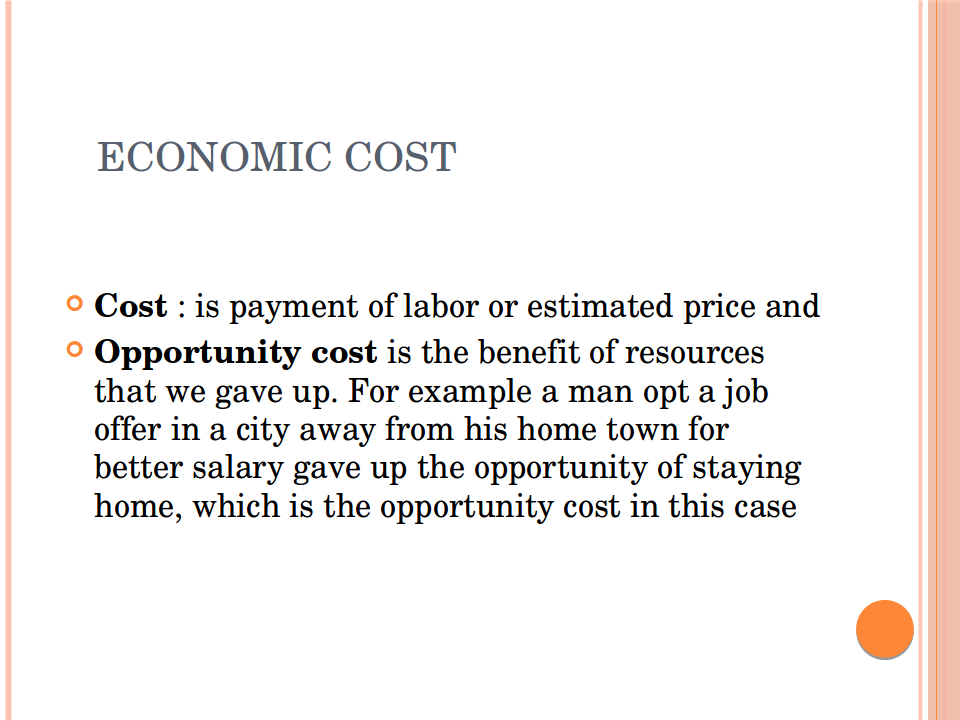 ECONOMIC COST
Cost : is payment of labor or estimated price and
Opportunity cost is the benefit of resources
that we gave up. For example a man opt a job
offer in a city away from his home town for
better salary gave up the opportunity of staying
home, which is the opportunity cost in this case